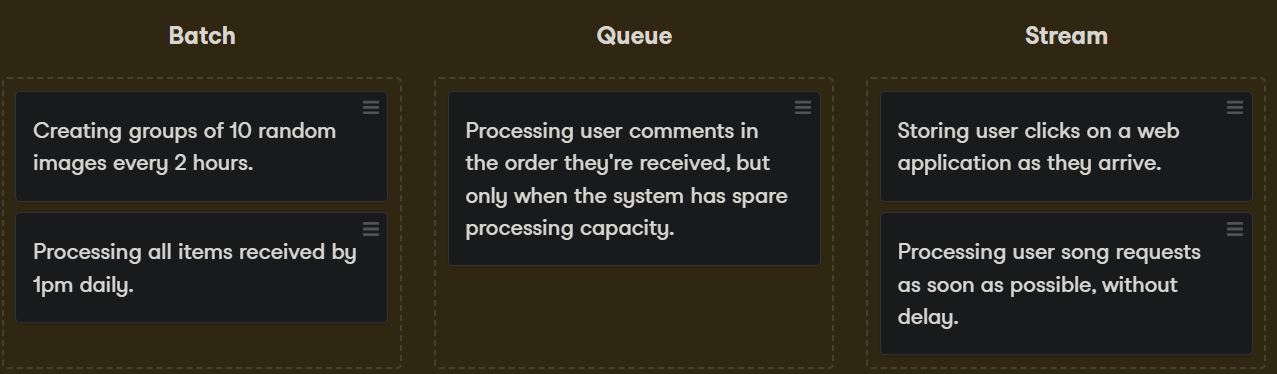 Batch
Creating groups of 10 random
images every 2 hours.
Processing all items received by
1pm daily.
Queue
Processing user comments in
the order they're received, but
only when the system has spare
processing capacity.
Stream
Storing user clicks on a web
application as they arrive.
Processing user song requests
as soon as possible, without
delay.